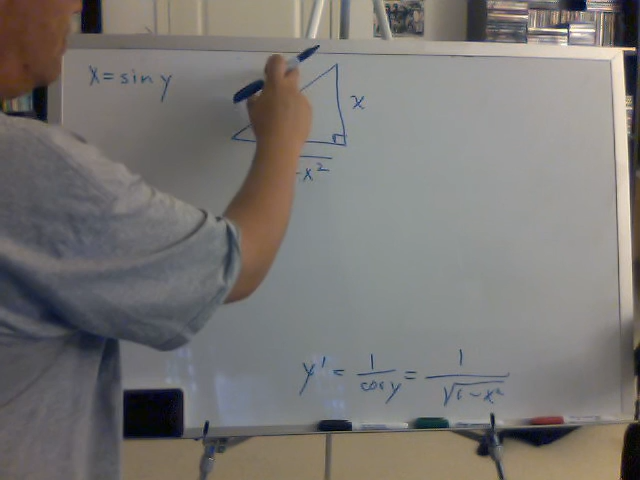 x = sin y
x
- x²
y' = 1/cos y = 1/√1-x²